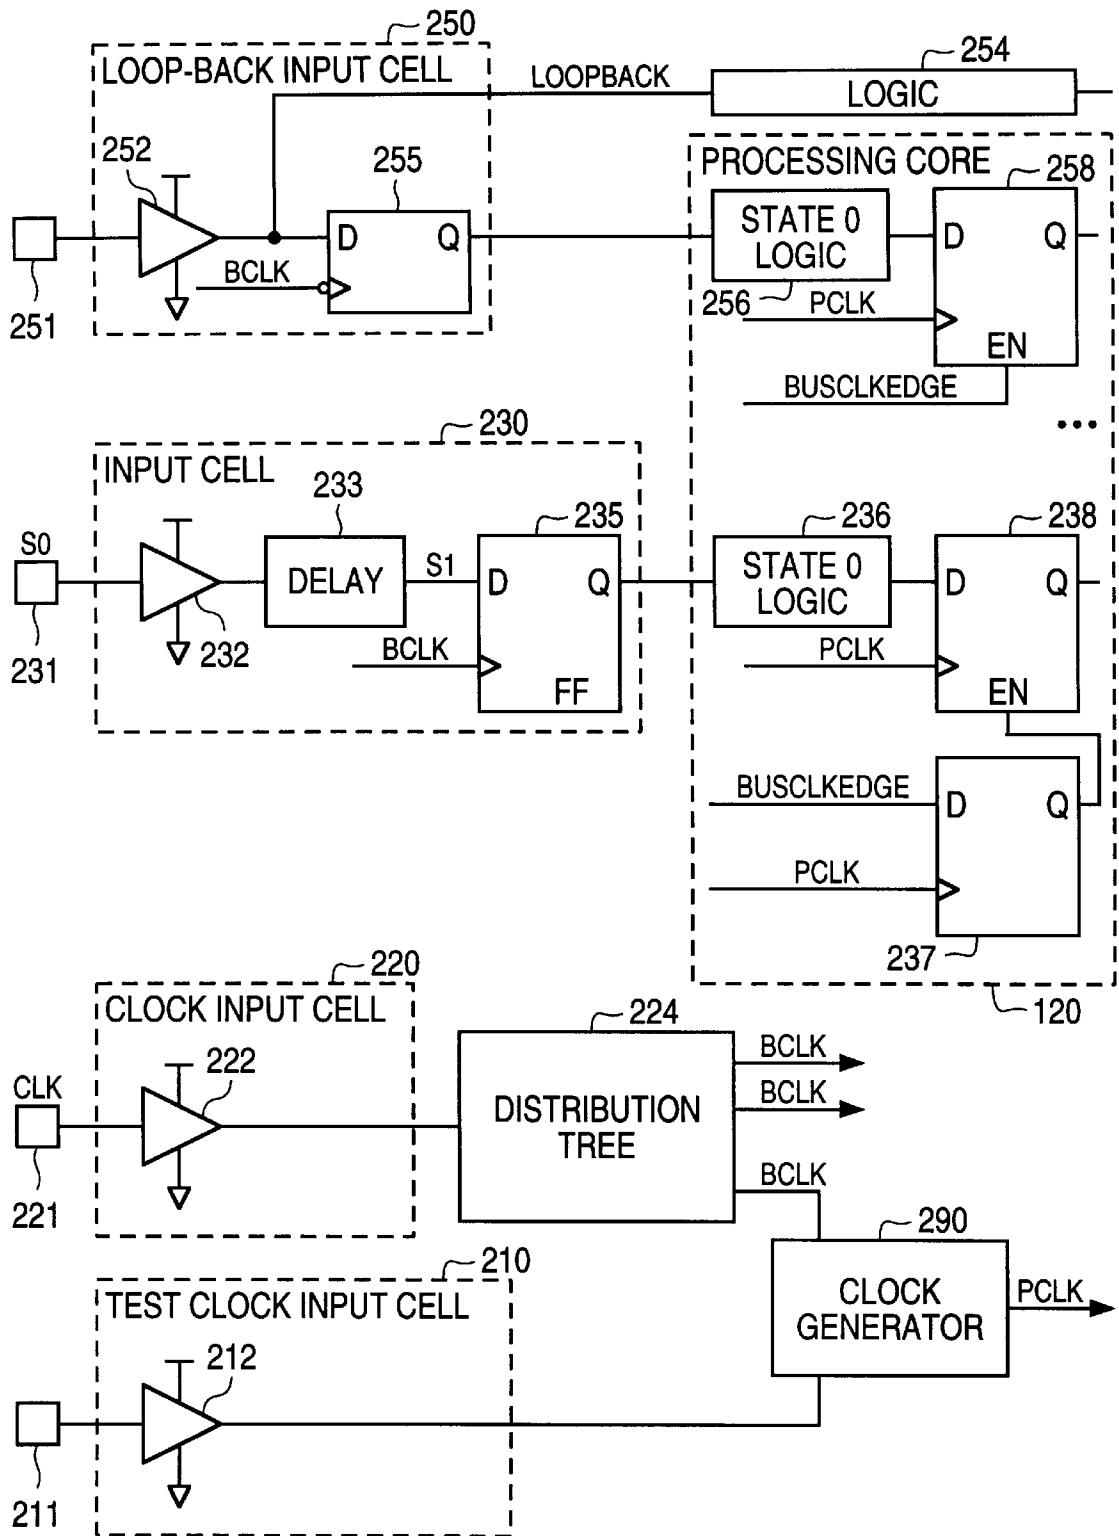 250
LOOP-BACK INPUT CELL
LOOPBACK
254
LOGIC
252
255
D Q
BCLK
251
PROCESSING CORE
258
STATE 0
LOGIC
256
D Q
PCLK
EN
BUSCLKEDGE
...
230
INPUT CELL
233
235
S0
DELAY
S1
D Q
232
BCLK
FF
231
236
238
STATE 0
LOGIC
D Q
PCLK
EN
BUSCLKEDGE
D Q
PCLK
237
120
220
CLOCK INPUT CELL
222
CLK
221
224
DISTRIBUTION
TREE
BCLK
BCLK
BCLK
290
CLOCK
GENERATOR
PCLK
210
TEST CLOCK INPUT CELL
212
211